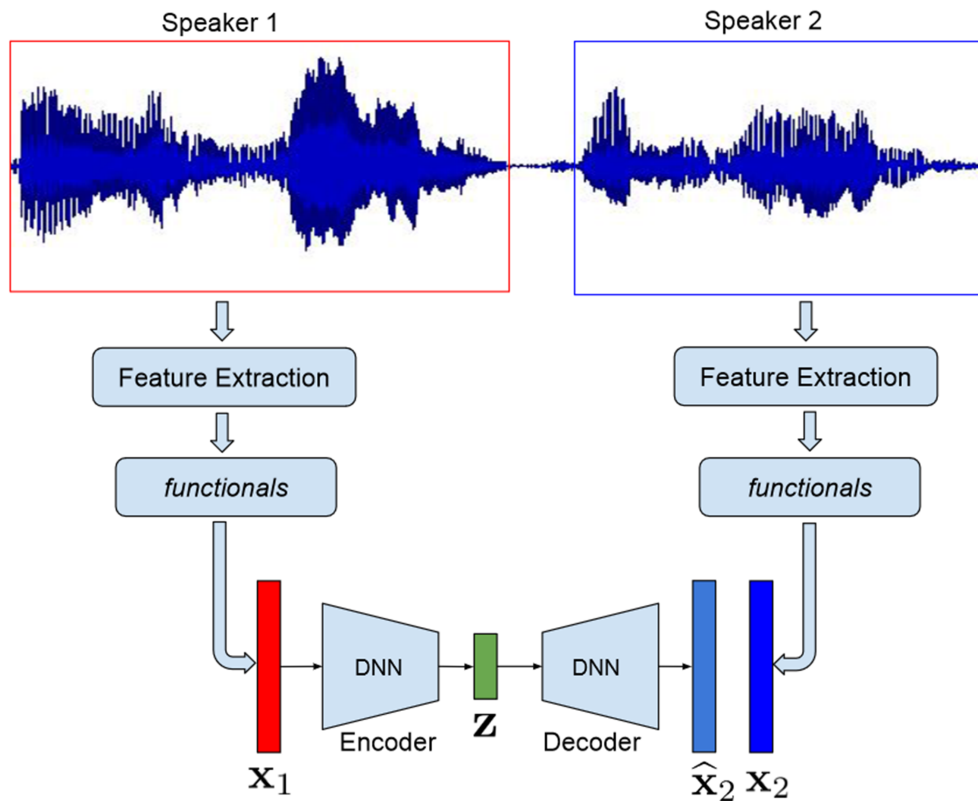 Speaker 1
Speaker 2
Feature Extraction
Feature Extraction
functionals
functionals
DNN
DNN
Encoder
z
Decoder
x₁
x̂₂
x₂